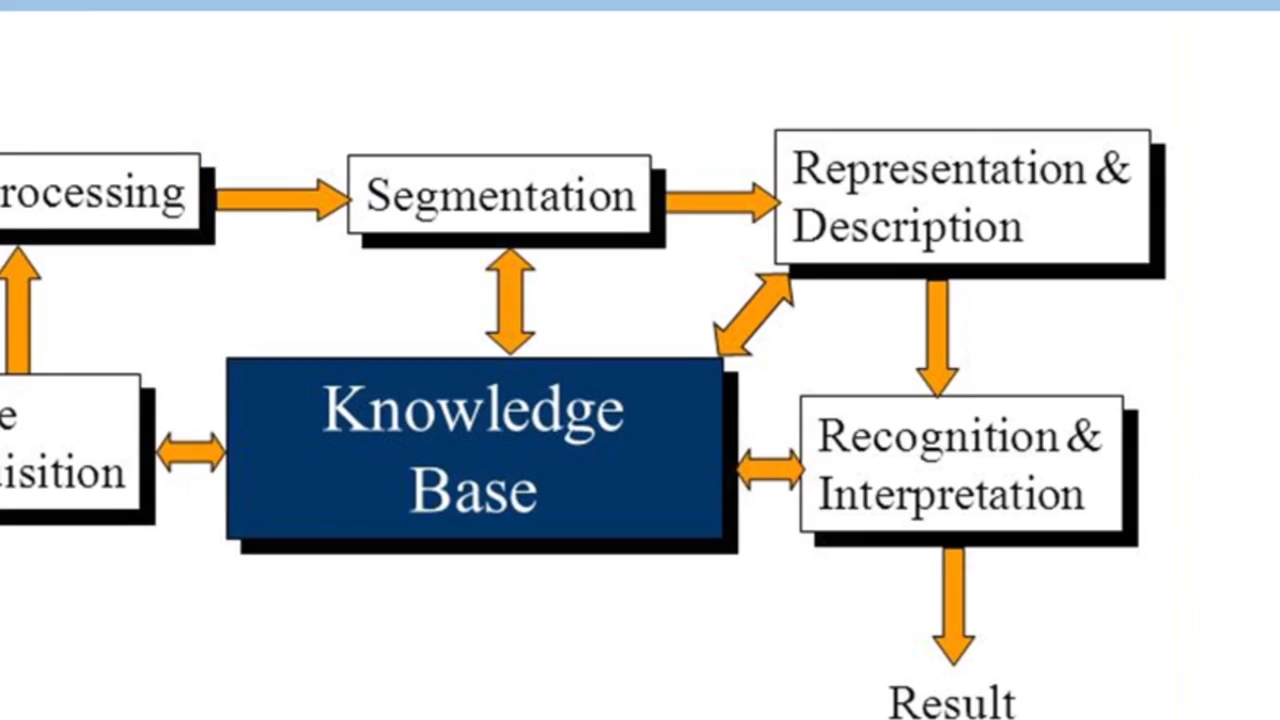 rocessing
Segmentation
Representation &
Description
e
isition
Knowledge
Base
Recognition &
Interpretation
Result